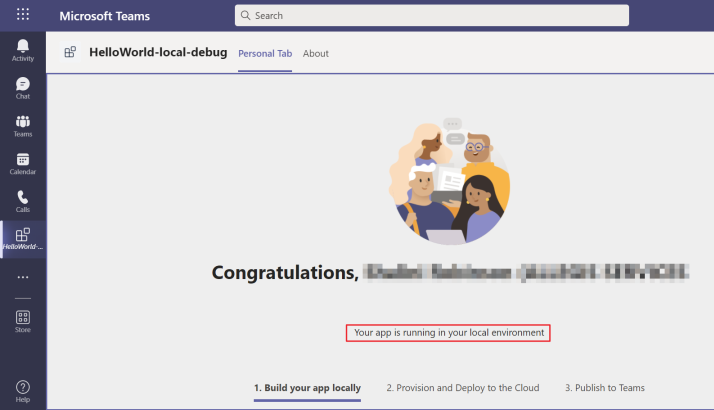 Microsoft Teams
Search
HelloWorld-local-debug
Personal Tab
About
Activity
Chat
Teams
Calendar
Calls
HelloWorld-...
Store
Help
Congratulations,
Your app is running in your local environment
1. Build your app locally
2. Provision and Deploy to the Cloud
3. Publish to Teams